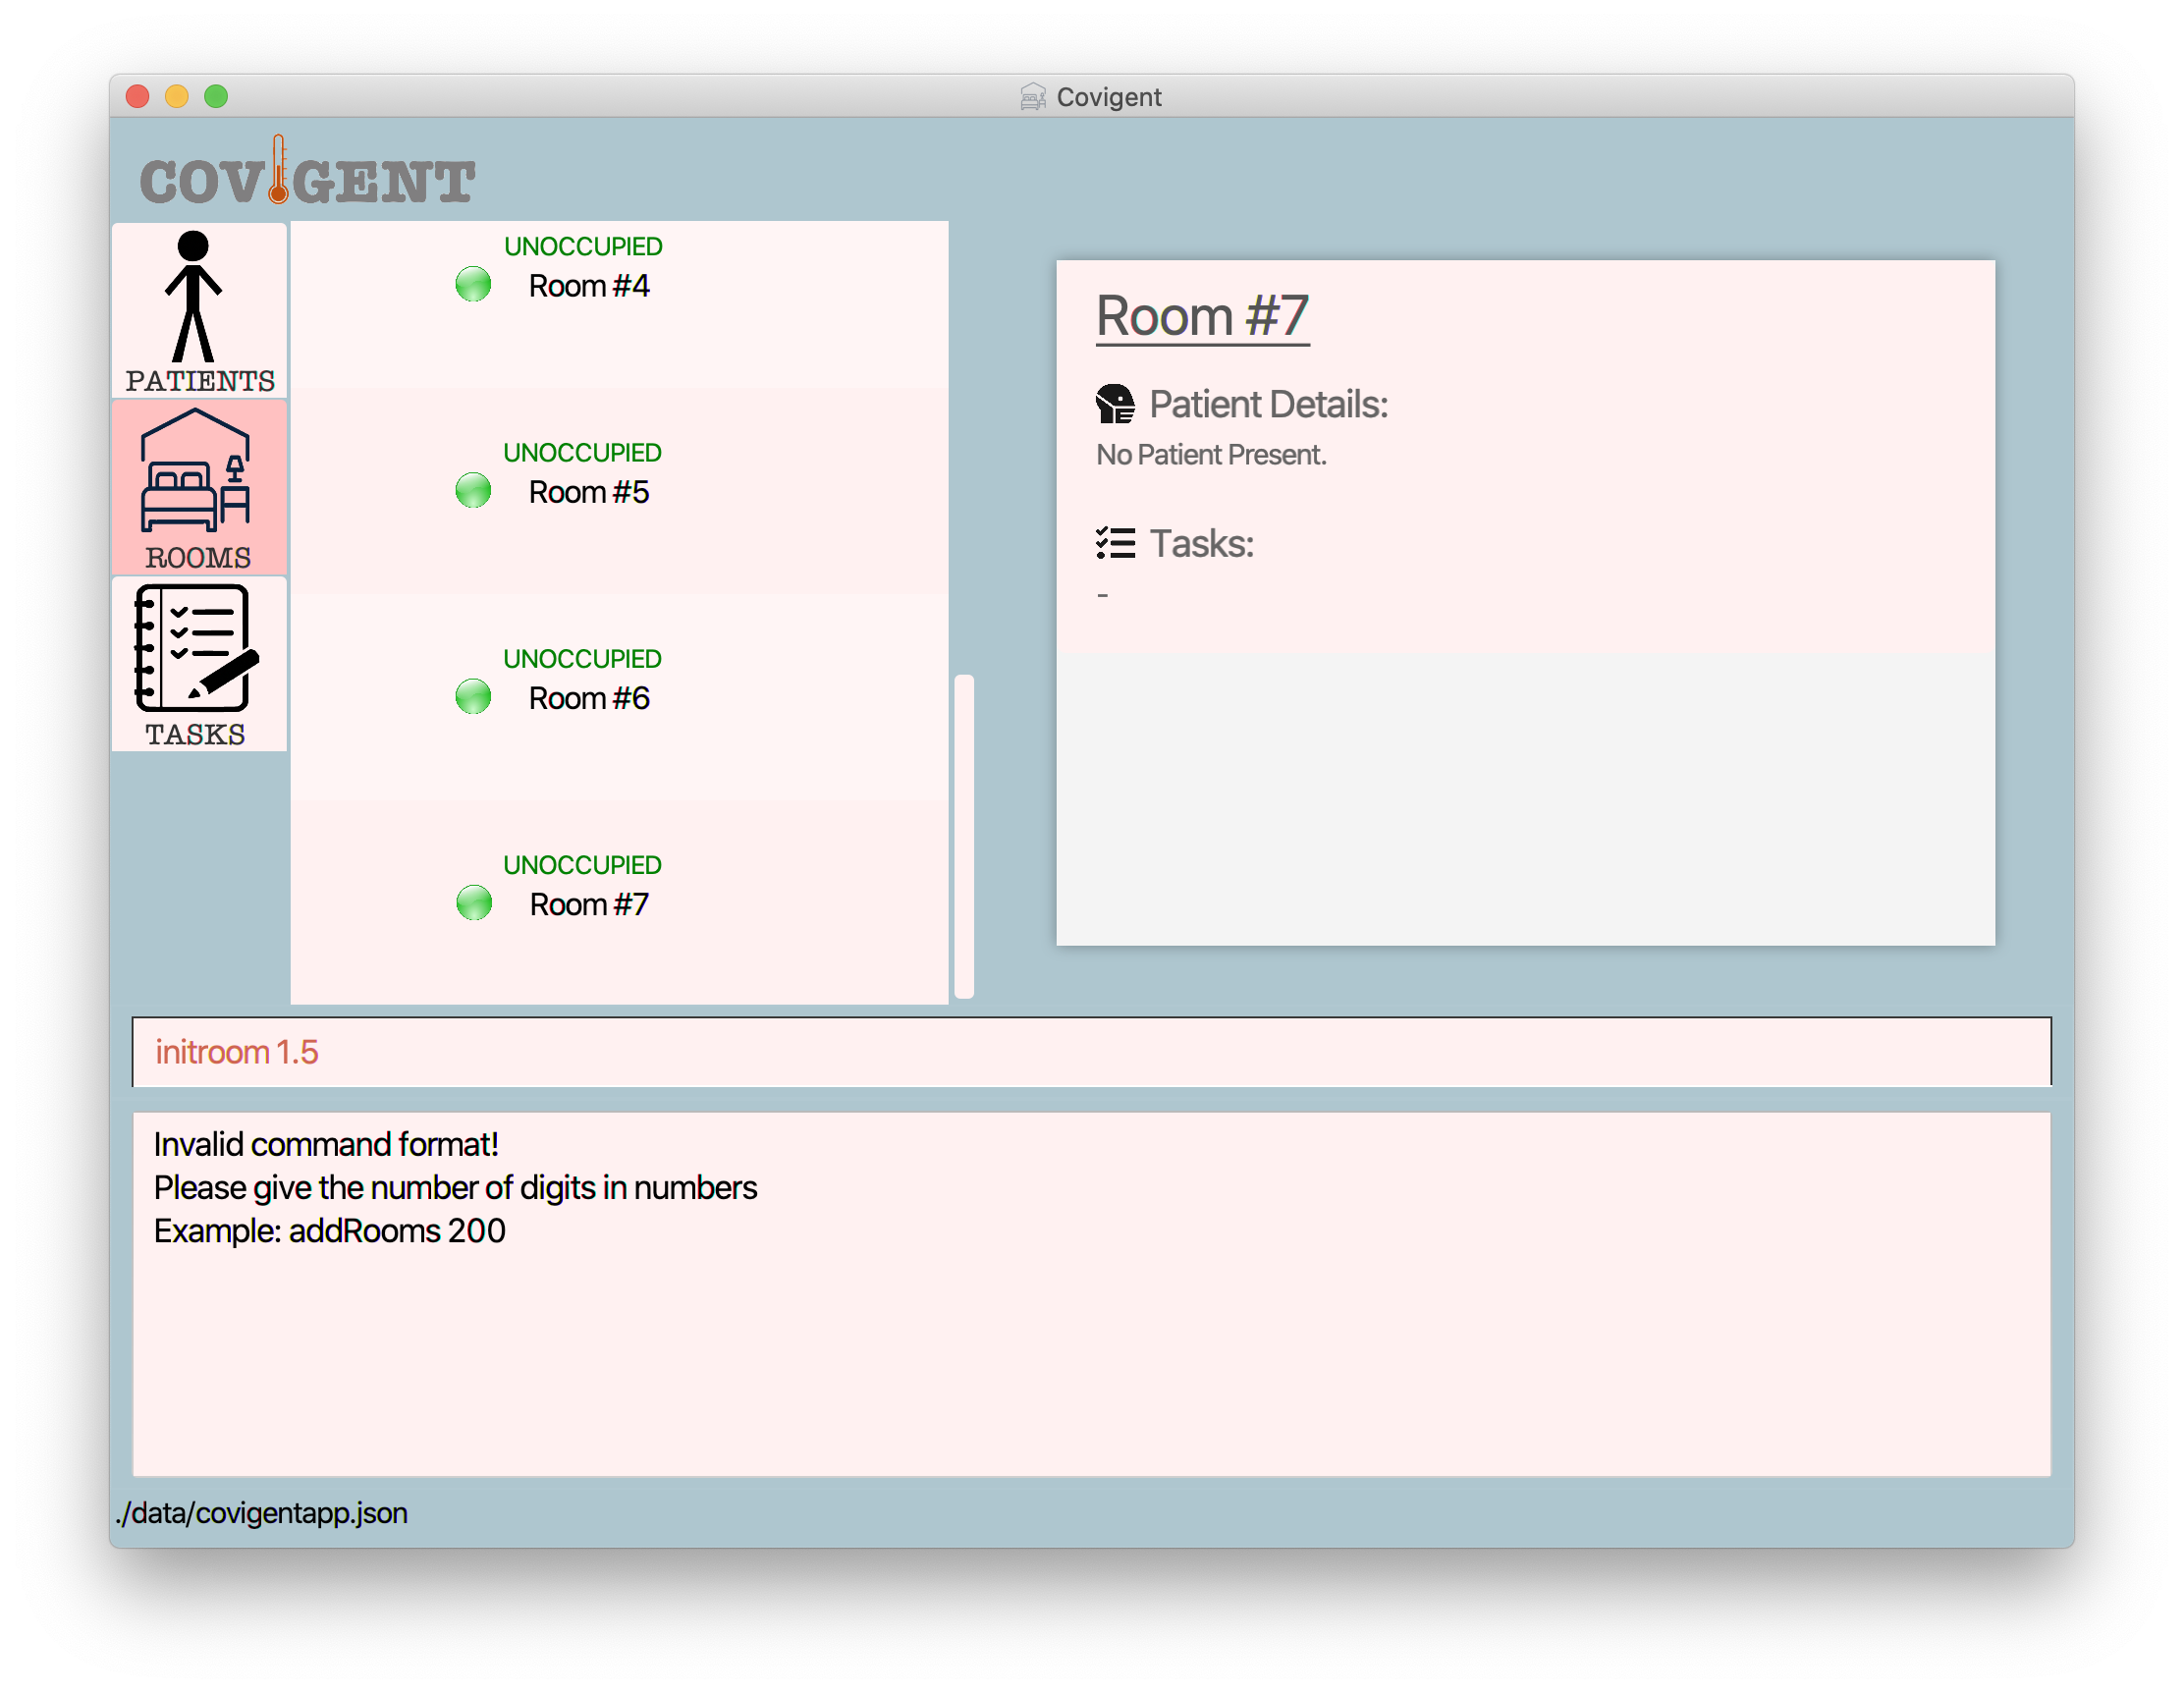 Covigent
COVIGENT
PATIENTS
ROOMS
TASKS
UNOCCUPIED
Room #4
UNOCCUPIED
Room #5
UNOCCUPIED
Room #6
UNOCCUPIED
Room #7
Room #7
Patient Details:
No Patient Present.
Tasks:
-
initroom 1.5
Invalid command format!
Please give the number of digits in numbers
Example: addRooms 200
./data/covigentapp.json